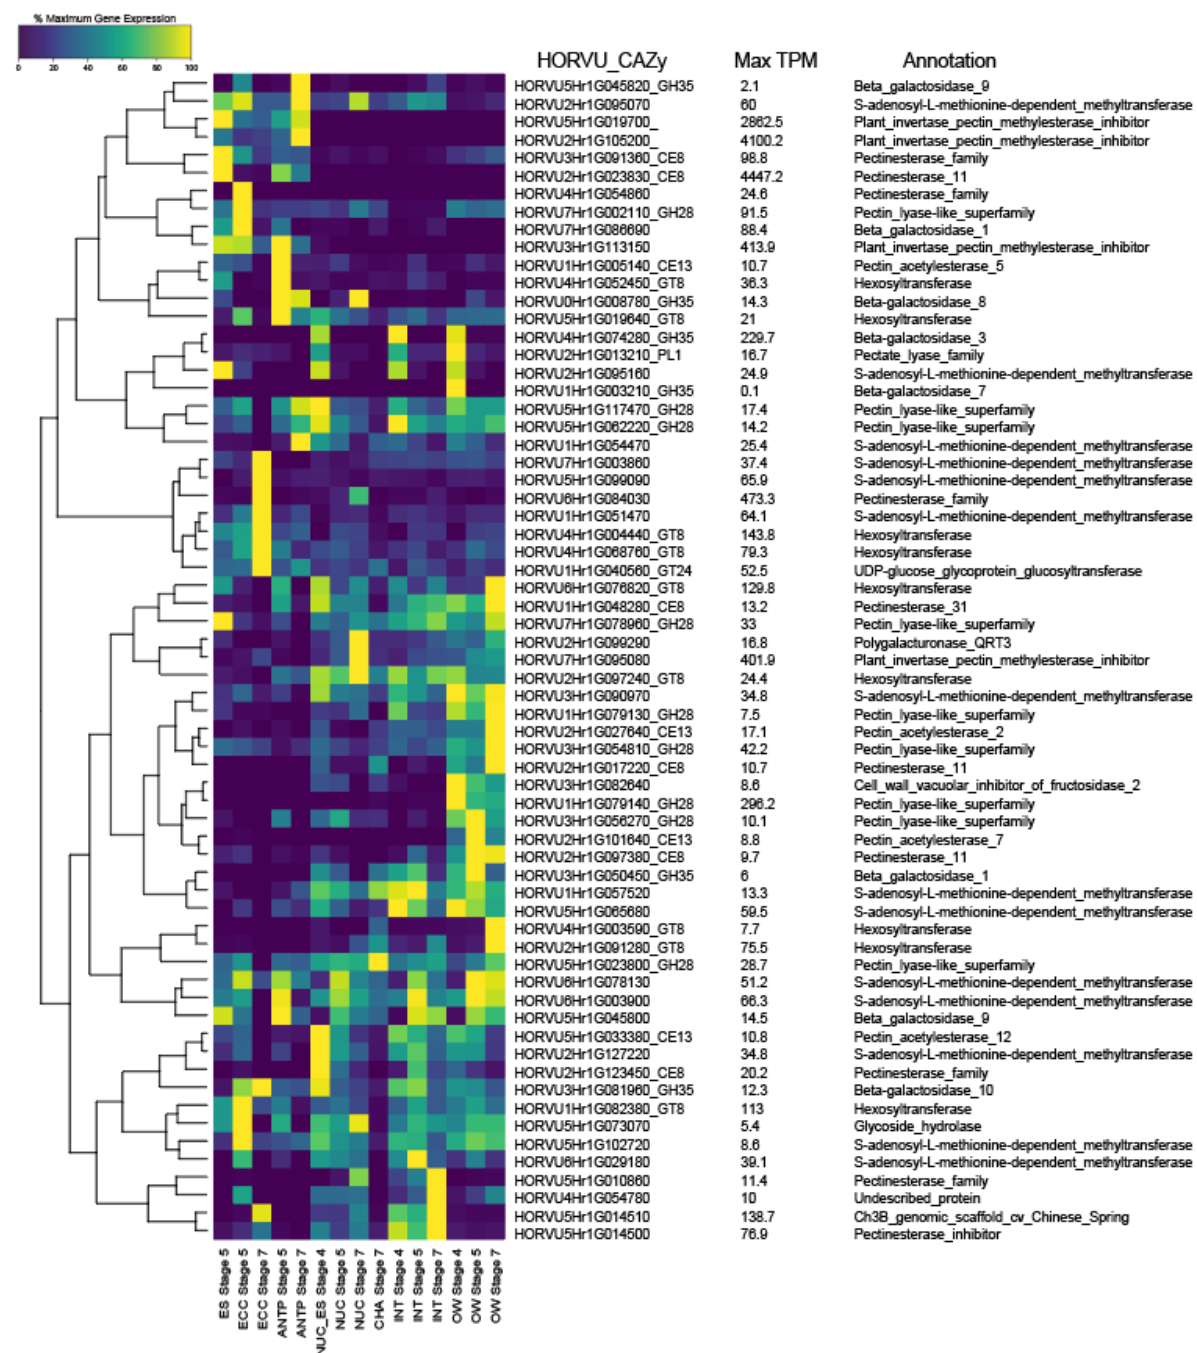 % Maximum Gene Expression
0 20 40 60 80 100
HORVU_CAZy Max TPM Annotation
HORVU5Hr1G045820_GH35 2.1 Beta_galactosidase_9
HORVU2Hr1G095070 60 S-adenosyl-L-methionine-dependent_methyltransferase
HORVU5Hr1G019700_ 2862.5 Plant_invertase_pectin_methylesterase_inhibitor
HORVU2Hr1G105200_ 4100.2 Plant_invertase_pectin_methylesterase_inhibitor
HORVU3Hr1G091360_CE8 98.8 Pectinesterase_family
HORVU2Hr1G023830_CE8 4447.2 Pectinesterase_11
HORVU4Hr1G054860 24.6 Pectinesterase_family
HORVU7Hr1G002110_GH28 91.5 Pectin_lyase-like_superfamily
HORVU7Hr1G086690 88.4 Beta_galactosidase_1
HORVU3Hr1G113150 413.9 Plant_invertase_pectin_methylesterase_inhibitor
HORVU1Hr1G005140_CE13 10.7 Pectin_acetylesterase_5
HORVU4Hr1G052450_GT8 36.3 Hexosyltransferase
HORVU0Hr1G008780_GH35 14.3 Beta-galactosidase_8
HORVU5Hr1G019640_GT8 21 Hexosyltransferase
HORVU4Hr1G074280_GH35 229.7 Beta-galactosidase_3
HORVU2Hr1G013210_PL1 16.7 Pectate_lyase_family
HORVU2Hr1G095160 24.9 S-adenosyl-L-methionine-dependent_methyltransferase
HORVU1Hr1G003210_GH35 0.1 Beta-galactosidase_7
HORVU5Hr1G117470_GH28 17.4 Pectin_lyase-like_superfamily
HORVU5Hr1G062220_GH28 14.2 Pectin_lyase-like_superfamily
HORVU1Hr1G054470 25.4 S-adenosyl-L-methionine-dependent_methyltransferase
HORVU7Hr1G003860 37.4 S-adenosyl-L-methionine-dependent_methyltransferase
HORVU5Hr1G099090 65.9 S-adenosyl-L-methionine-dependent_methyltransferase
HORVU6Hr1G084030 473.3 Pectinesterase_family
HORVU1Hr1G051470 64.1 S-adenosyl-L-methionine-dependent_methyltransferase
HORVU4Hr1G004440_GT8 143.8 Hexosyltransferase
HORVU4Hr1G068760_GT8 79.3 Hexosyltransferase
HORVU1Hr1G040560_GT24 52.5 UDP-glucose_glycoprotein_glucosyltransferase
HORVU6Hr1G076820_GT8 129.8 Hexosyltransferase
HORVU1Hr1G048280_CE8 13.2 Pectinesterase_31
HORVU7Hr1G078960_GH28 33 Pectin_lyase-like_superfamily
HORVU2Hr1G099290 16.8 Polygalacturonase_QRT3
HORVU7Hr1G095080 401.9 Plant_invertase_pectin_methylesterase_inhibitor
HORVU2Hr1G097240_GT8 24.4 Hexosyltransferase
HORVU3Hr1G090970 34.8 S-adenosyl-L-methionine-dependent_methyltransferase
HORVU1Hr1G079130_GH28 7.5 Pectin_lyase-like_superfamily
HORVU2Hr1G027640_CE13 17.1 Pectin_acetylesterase_2
HORVU3Hr1G054810_GH28 42.2 Pectin_lyase-like_superfamily
HORVU2Hr1G017220_CE8 10.7 Pectinesterase_11
HORVU3Hr1G082640 8.6 Cell_wall_vacuolar_inhibitor_of_fructosidase_2
HORVU1Hr1G079140_GH28 296.2 Pectin_lyase-like_superfamily
HORVU3Hr1G056270_GH28 10.1 Pectin_lyase-like_superfamily
HORVU2Hr1G101640_CE13 8.8 Pectin_acetylesterase_7
HORVU2Hr1G097380_CE8 9.7 Pectinesterase_11
HORVU3Hr1G050450_GH35 6 Beta_galactosidase_1
HORVU1Hr1G057520 13.3 S-adenosyl-L-methionine-dependent_methyltransferase
HORVU5Hr1G065680 59.5 S-adenosyl-L-methionine-dependent_methyltransferase
HORVU4Hr1G003590_GT8 7.7 Hexosyltransferase
HORVU2Hr1G091280_GT8 75.5 Hexosyltransferase
HORVU5Hr1G023800_GH28 28.7 Pectin_lyase-like_superfamily
HORVU6Hr1G078130 51.2 S-adenosyl-L-methionine-dependent_methyltransferase
HORVU6Hr1G003900 66.3 S-adenosyl-L-methionine-dependent_methyltransferase
HORVU5Hr1G045800 14.5 Beta_galactosidase_9
HORVU5Hr1G033380_CE13 10.8 Pectin_acetylesterase_12
HORVU2Hr1G127220 34.8 S-adenosyl-L-methionine-dependent_methyltransferase
HORVU2Hr1G123450_CE8 20.2 Pectinesterase_family
HORVU3Hr1G081960_GH35 12.3 Beta-galactosidase_10
HORVU1Hr1G082380_GT8 113 Hexosyltransferase
HORVU5Hr1G073070 5.4 Glycoside_hydrolase
HORVU5Hr1G102720 8.6 S-adenosyl-L-methionine-dependent_methyltransferase
HORVU6Hr1G029180 39.1 S-adenosyl-L-methionine-dependent_methyltransferase
HORVU5Hr1G010860 11.4 Pectinesterase_family
HORVU4Hr1G054780 10 Undescribed_protein
HORVU5Hr1G014510 138.7 Ch3B_genomic_scaffold_cv_Chinese_Spring
HORVU5Hr1G014500 76.9 Pectinesterase_inhibitor
ES Stage 5
ECC Stage 5
ECC Stage 7
ANTP Stage 5
ANTP Stage 7
NUC_ES Stage 4
NUC Stage 5
NUC Stage 7
CHA Stage 7
INT Stage 4
INT Stage 5
INT Stage 7
OW Stage 4
OW Stage 5
OW Stage 7